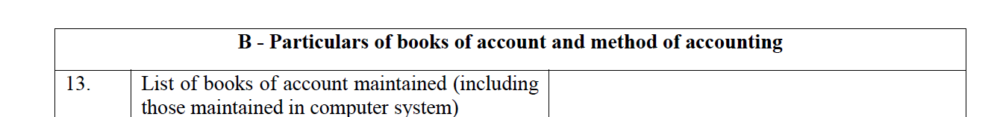 B - Particulars of books of account and method of accounting
13. List of books of account maintained (including
those maintained in computer system)